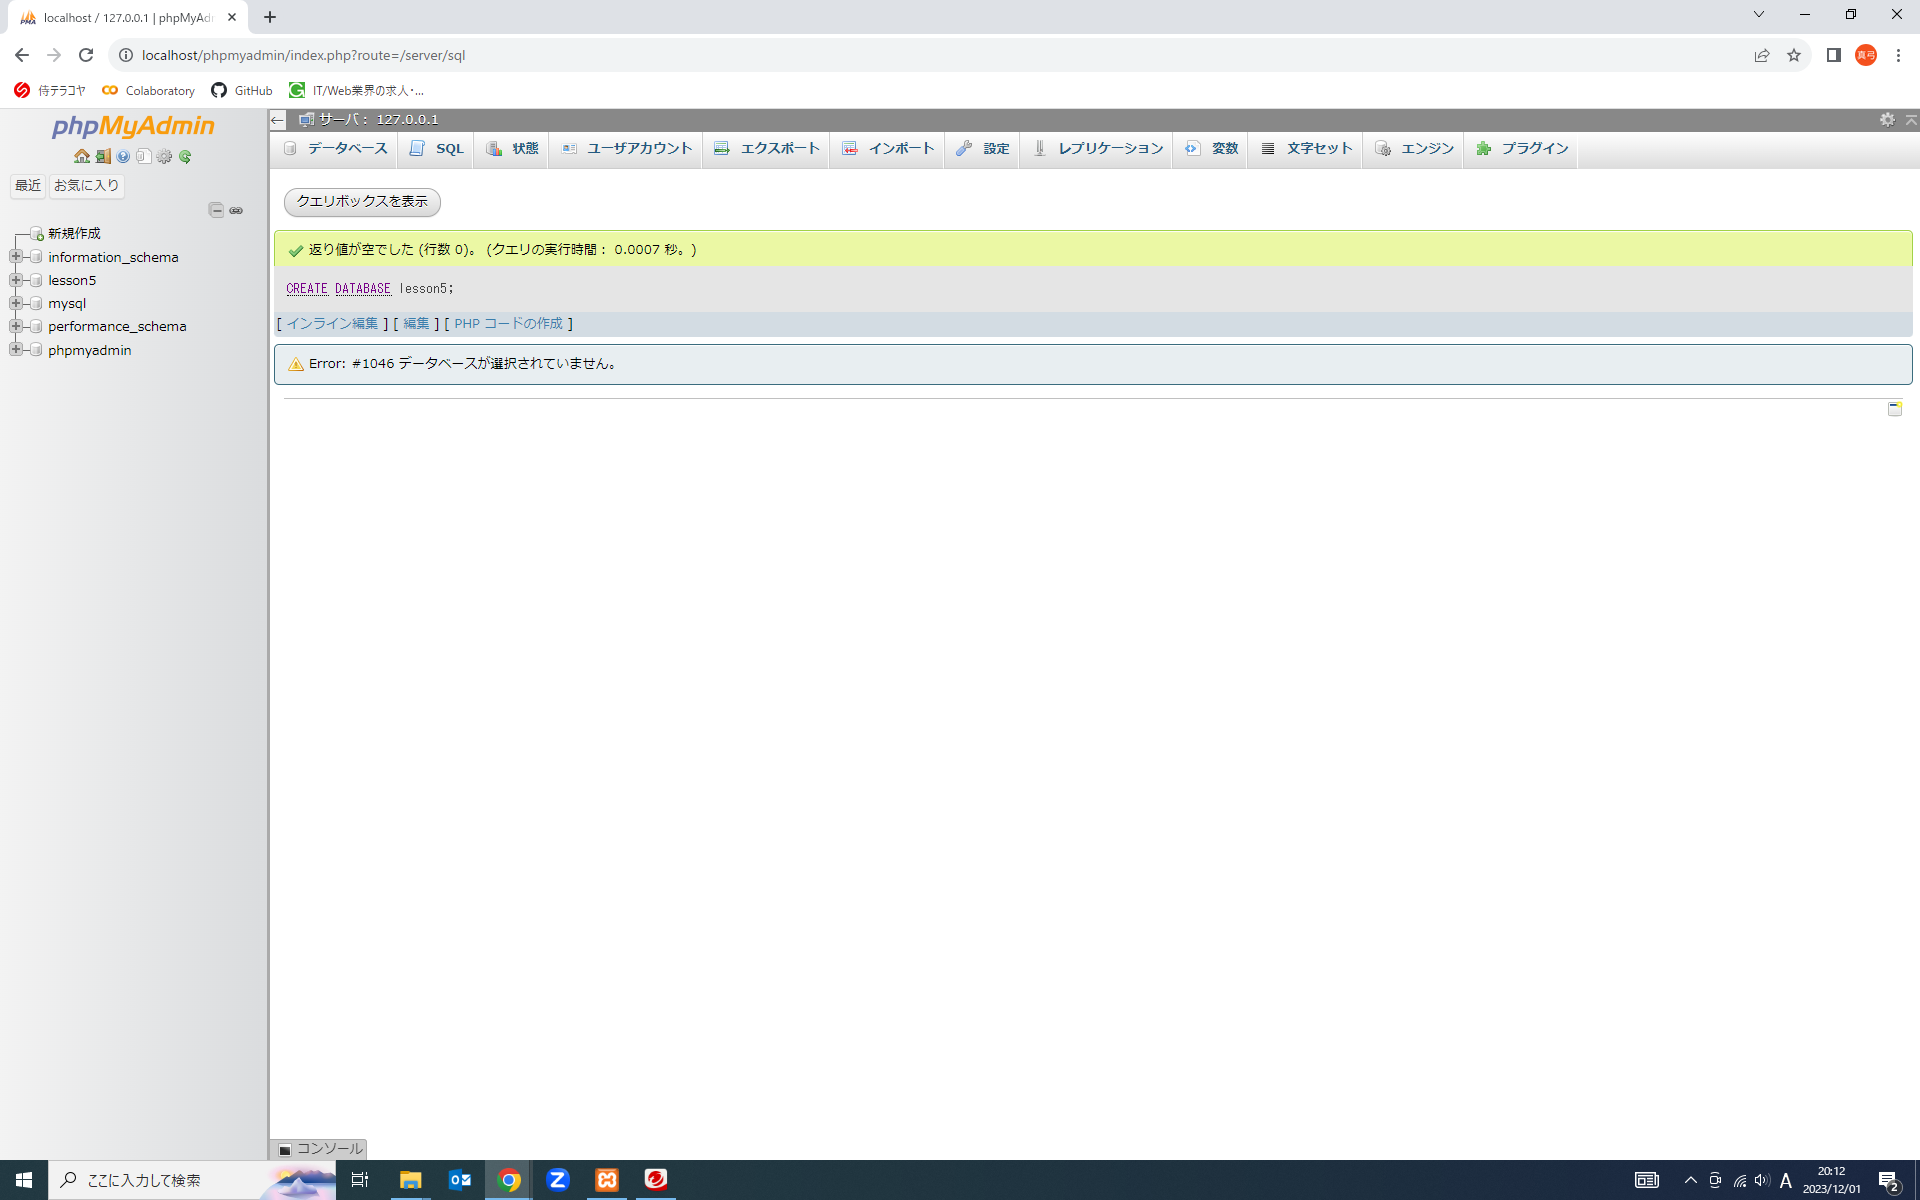 localhost / 127.0.0.1 | phpMyAdm
localhost/phpmyadmin/index.php?route=/server/sql
真弓
侍テラコヤ
Colaboratory
GitHub
IT/Web業界の求人・...
phpMyAdmin
最近
お気に入り
新規作成
information_schema
lesson5
mysql
performance_schema
phpmyadmin
サーバ： 127.0.0.1
データベース
SQL
状態
ユーザアカウント
エクスポート
インポート
設定
レプリケーション
変数
文字セット
エンジン
プラグイン
クエリボックスを表示
返り値が空でした (行数 0)。 (クエリの実行時間： 0.0007 秒。)
CREATE DATABASE lesson5;
[ インライン編集 ] [ 編集 ] [ PHP コードの作成 ]
Error: #1046 データベースが選択されていません。
コンソール
ここに入力して検索
A
20:12
2023/12/01
2